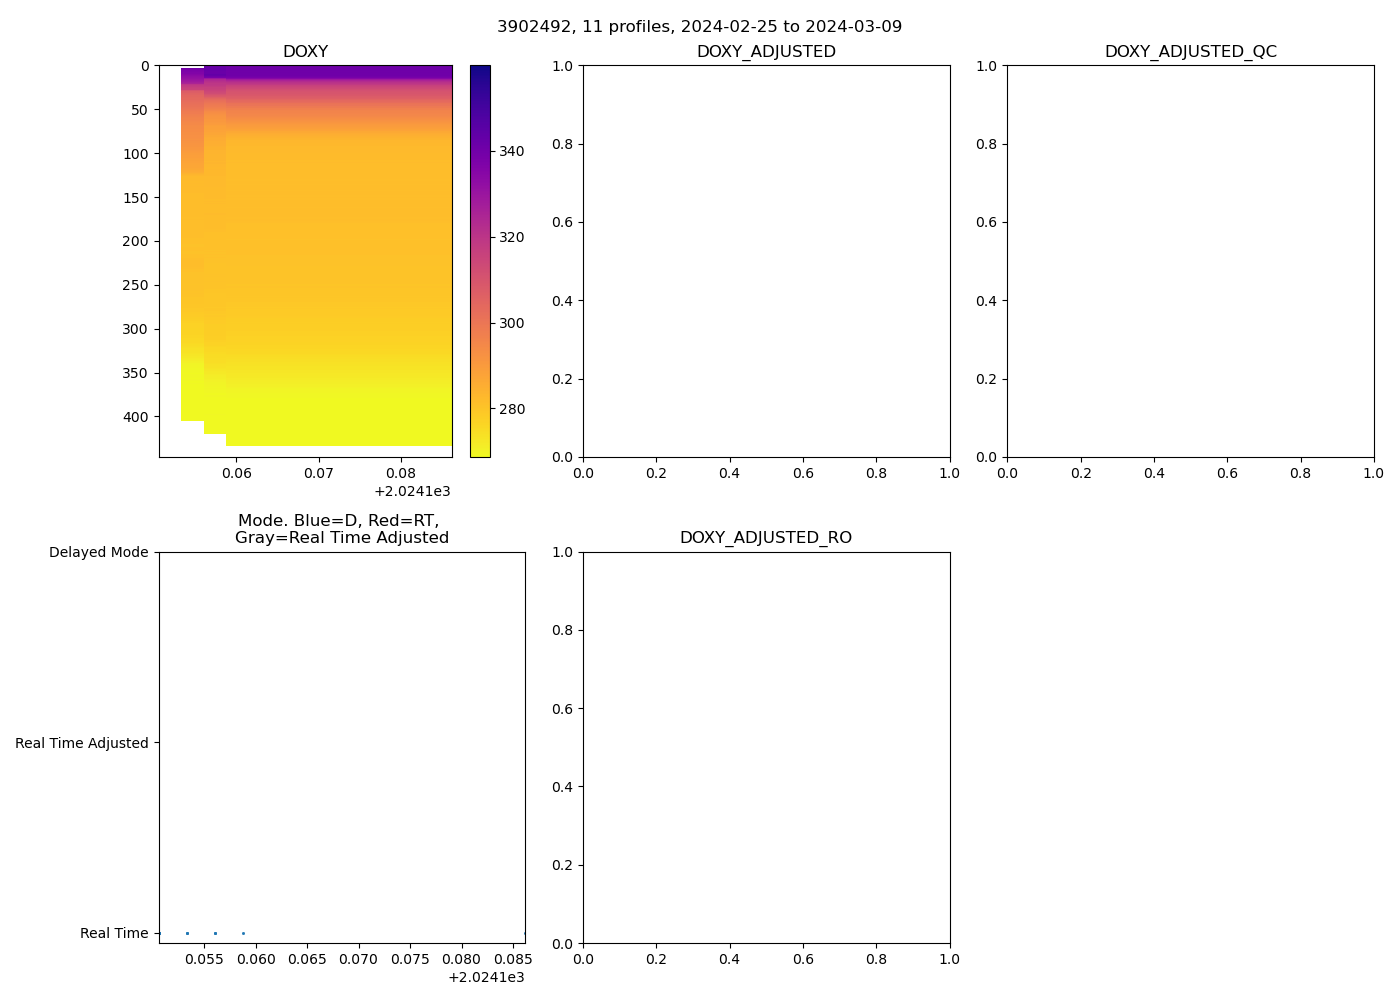 3902492, 11 profiles, 2024-02-25 to 2024-03-09
DOXY
0
50
100
150
200
250
300
350
400
0.06 0.07 0.08
+2.0241e3
340
320
300
280
DOXY_ADJUSTED
1.0
0.8
0.6
0.4
0.2
0.0
0.0 0.2 0.4 0.6 0.8 1.0
DOXY_ADJUSTED_QC
1.0
0.8
0.6
0.4
0.2
0.0
0.0 0.2 0.4 0.6 0.8 1.0
Mode. Blue=D, Red=RT,
Gray=Real Time Adjusted
Delayed Mode
Real Time Adjusted
Real Time
0.055 0.060 0.065 0.070 0.075 0.080 0.085
+2.0241e3
DOXY_ADJUSTED_RO
1.0
0.8
0.6
0.4
0.2
0.0
0.0 0.2 0.4 0.6 0.8 1.0